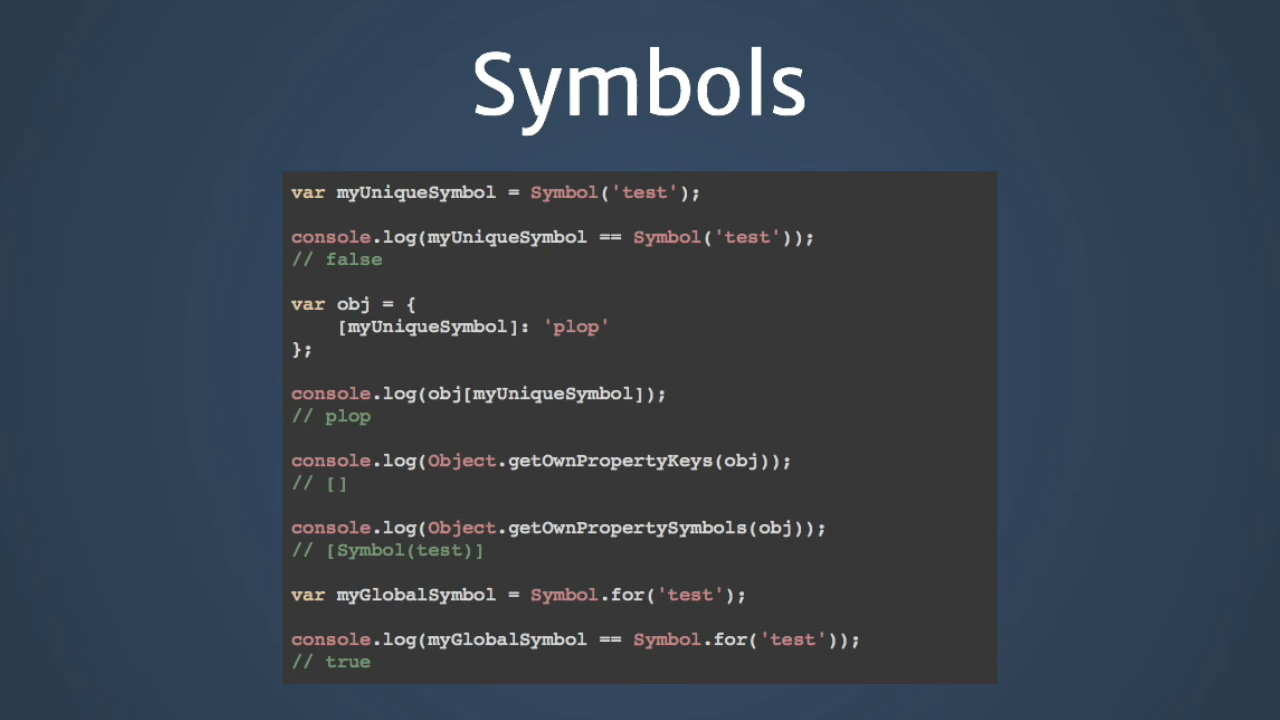 Symbols
var myUniqueSymbol = Symbol('test');
console.log(myUniqueSymbol == Symbol('test'));
// false
var obj = {
    [myUniqueSymbol]: 'plop'
};
console.log(obj[myUniqueSymbol]);
// plop
console.log(Object.getOwnPropertyKeys(obj));
// []
console.log(Object.getOwnPropertySymbols(obj));
// [Symbol(test)]
var myGlobalSymbol = Symbol.for('test');
console.log(myGlobalSymbol == Symbol.for('test'));
// true